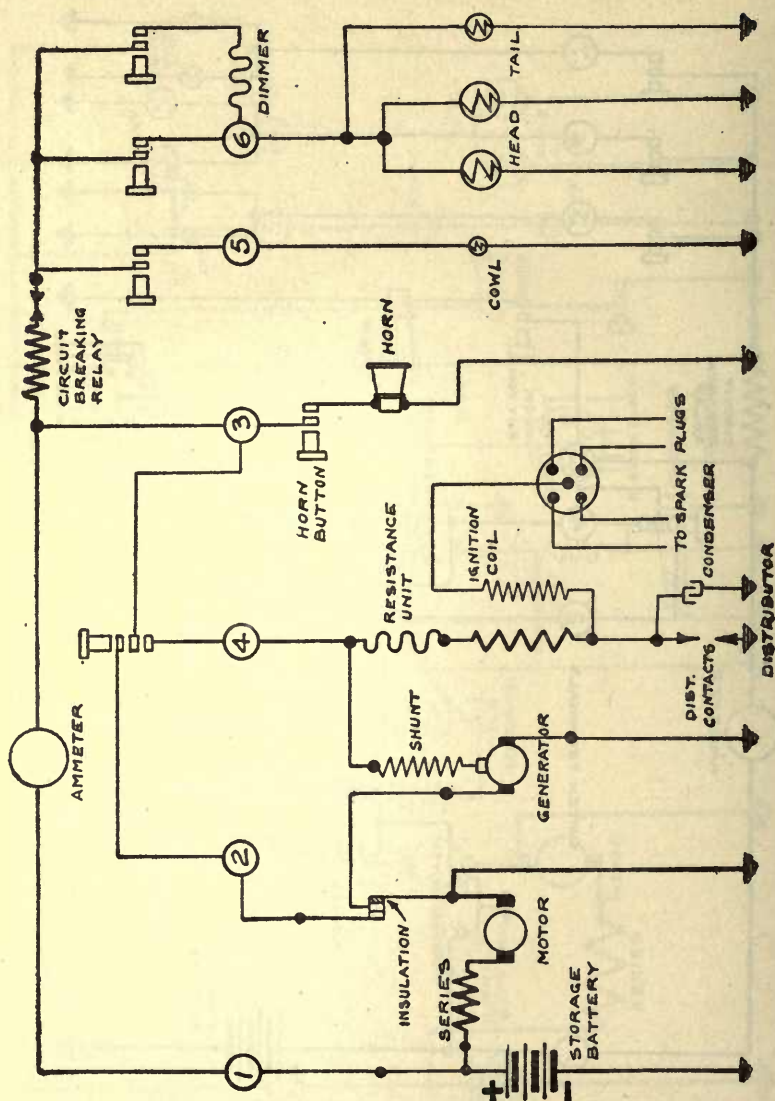 1
AMMETER
CIRCUIT
BREAKING
RELAY
2
4
3
5
6
DIMMER
HORN
BUTTON
HORN
COWL
HEAD
TAIL
INSULATION
SERIES
MOTOR
+
-
STORAGE
BATTERY
SHUNT
GENERATOR
RESISTANCE
UNIT
IGNITION
COIL
TO SPARK PLUGS
CONDENSER
DIST.
CONTACTS
DISTRIBUTOR